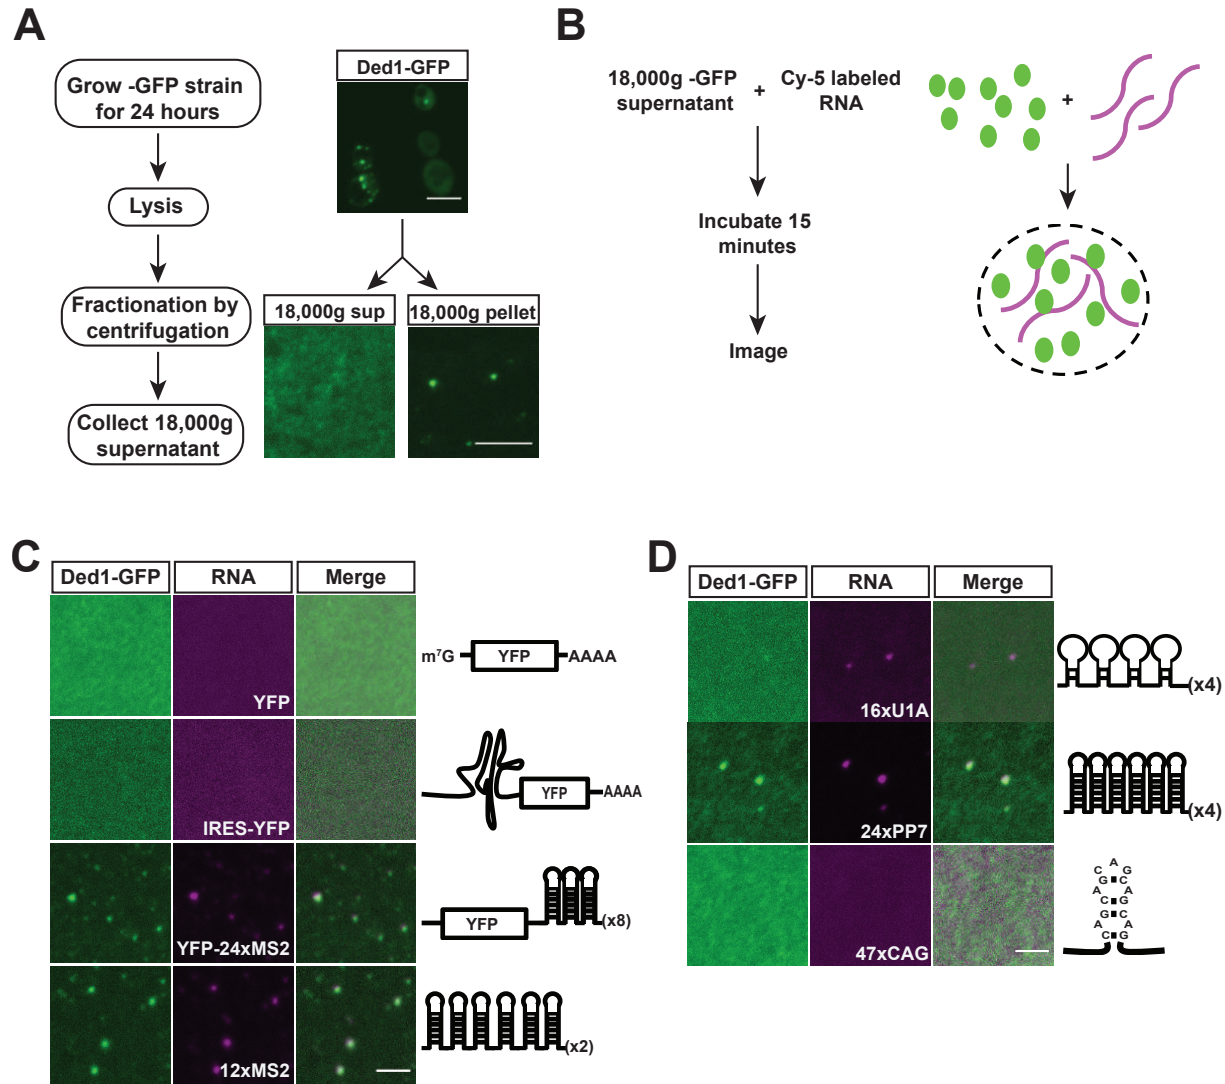 A
Grow -GFP strain
for 24 hours
Lysis
Fractionation by
centrifugation
Collect 18,000g
supernatant
Ded1-GFP
18,000g sup
18,000g pellet
B
18,000g -GFP
supernatant
+
Cy-5 labeled
RNA
+
Incubate 15
minutes
Image
C
Ded1-GFP
RNA
Merge
YFP
m⁷G
YFP
AAAA
IRES-YFP
YFP
AAAA
YFP-24xMS2
YFP
(x8)
12xMS2
(x2)
D
Ded1-GFP
RNA
Merge
16xU1A
(x4)
24xPP7
(x4)
47xCAG
CAGCAGCAGCAG